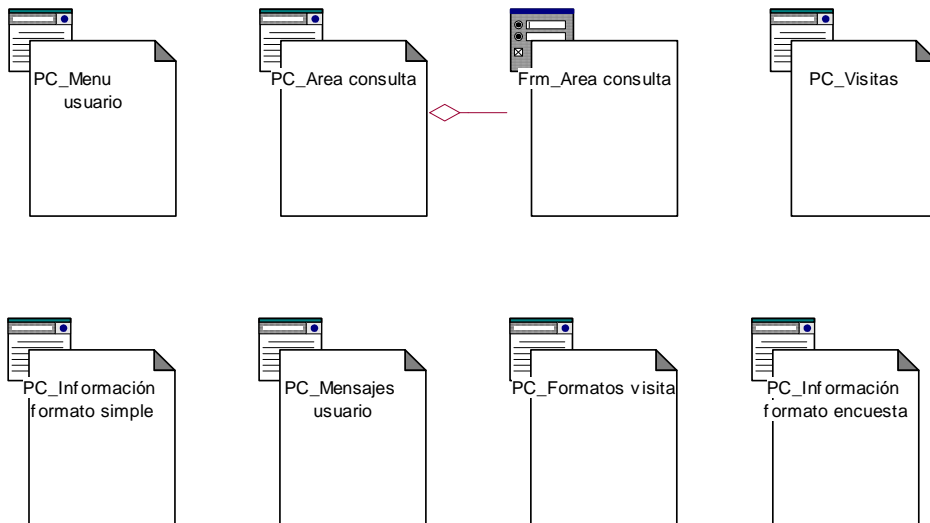 PC_Menu
usuario
PC_Area consulta
Frm_Area consulta
PC_Visitas
PC_Información
formato simple
PC_Mensajes
usuario
PC_Formatos visita
PC_Información
formato encuesta